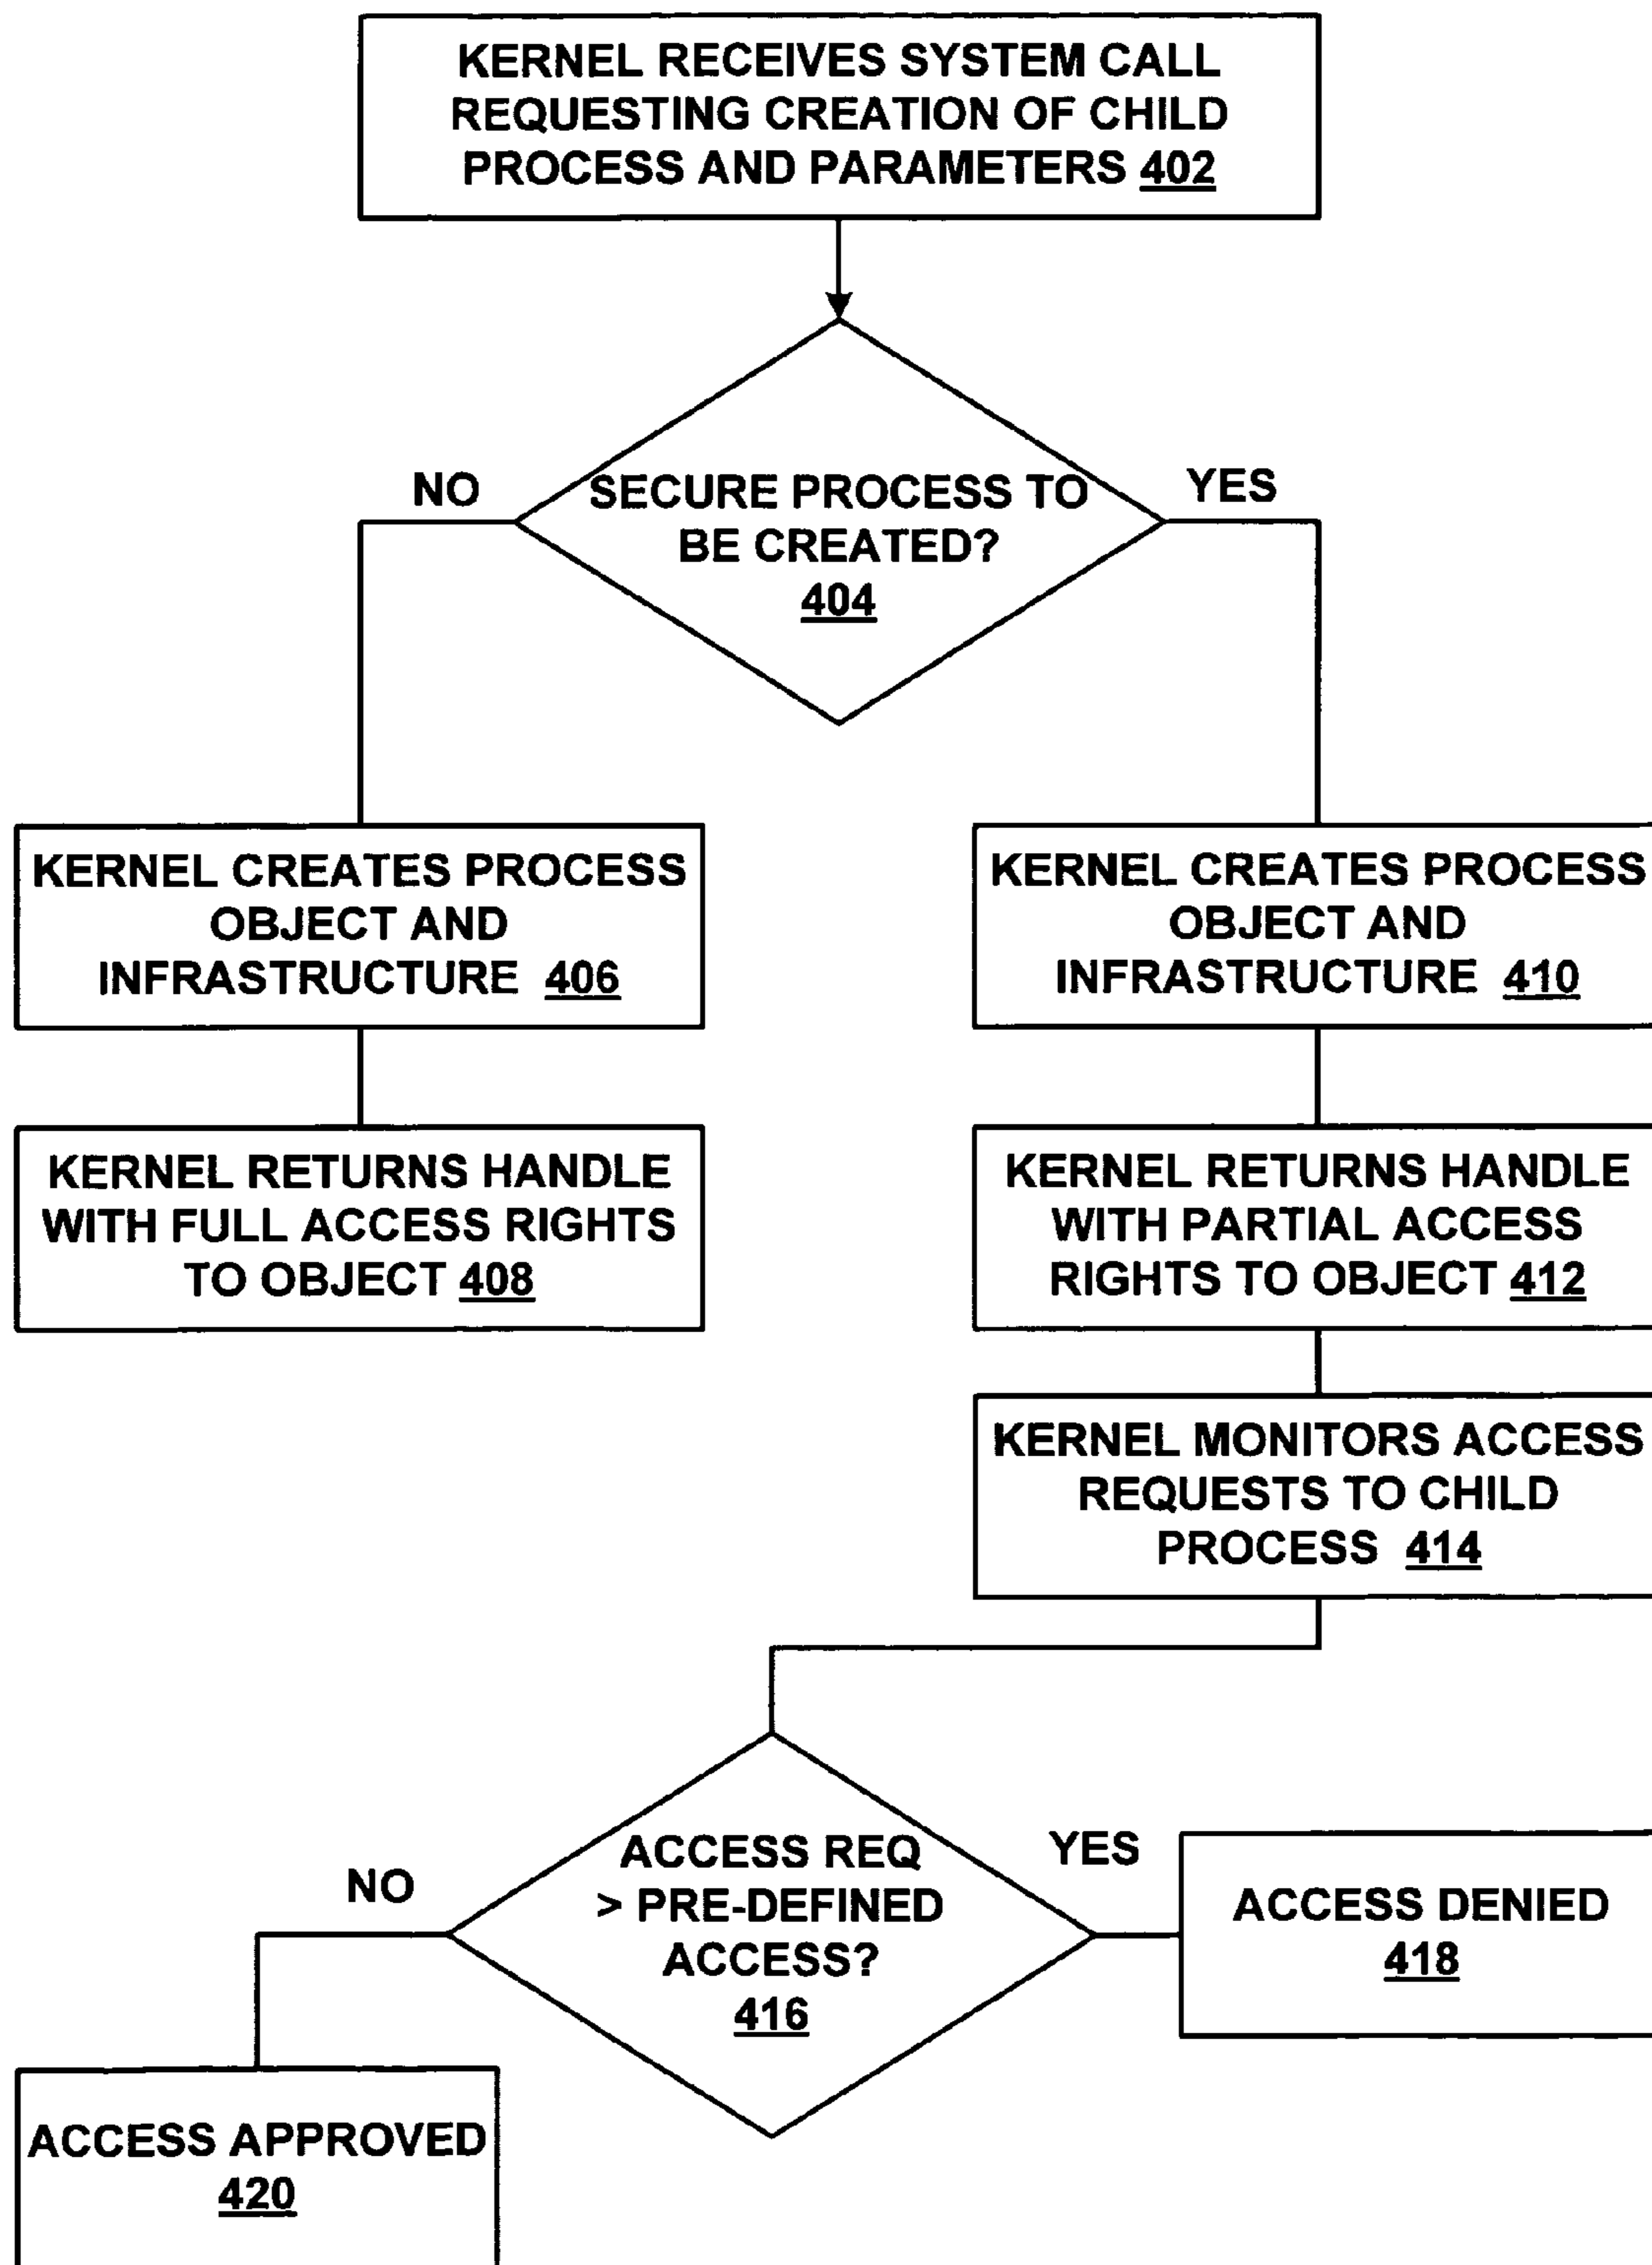 KERNEL RECEIVES SYSTEM CALL
REQUESTING CREATION OF CHILD
PROCESS AND PARAMETERS 402
NO
YES
SECURE PROCESS TO
BE CREATED?
404
KERNEL CREATES PROCESS
OBJECT AND
INFRASTRUCTURE 406
KERNEL CREATES PROCESS
OBJECT AND
INFRASTRUCTURE 410
KERNEL RETURNS HANDLE
WITH FULL ACCESS RIGHTS
TO OBJECT 408
KERNEL RETURNS HANDLE
WITH PARTIAL ACCESS
RIGHTS TO OBJECT 412
KERNEL MONITORS ACCESS
REQUESTS TO CHILD
PROCESS 414
NO
YES
ACCESS REQ
> PRE-DEFINED
ACCESS?
416
ACCESS DENIED
418
ACCESS APPROVED
420